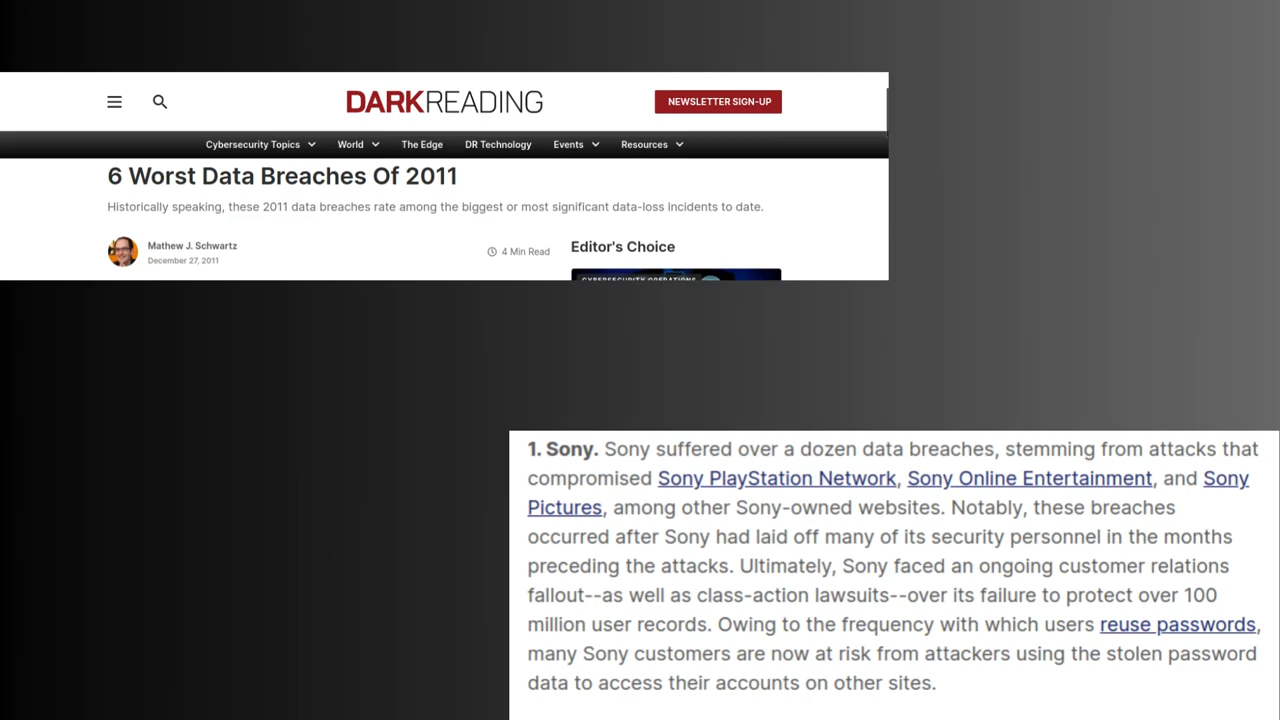 DARKREADING
NEWSLETTER SIGN-UP
Cybersecurity Topics World The Edge DR Technology Events Resources
6 Worst Data Breaches Of 2011
Historically speaking, these 2011 data breaches rate among the biggest or most significant data-loss incidents to date.
Mathew J. Schwartz
December 27, 2011
4 Min Read
Editor's Choice
CYBERSECURITY OPERATIONS
1. Sony. Sony suffered over a dozen data breaches, stemming from attacks that
compromised Sony PlayStation Network, Sony Online Entertainment, and Sony
Pictures, among other Sony-owned websites. Notably, these breaches
occurred after Sony had laid off many of its security personnel in the months
preceding the attacks. Ultimately, Sony faced an ongoing customer relations
fallout--as well as class-action lawsuits--over its failure to protect over 100
million user records. Owing to the frequency with which users reuse passwords,
many Sony customers are now at risk from attackers using the stolen password
data to access their accounts on other sites.